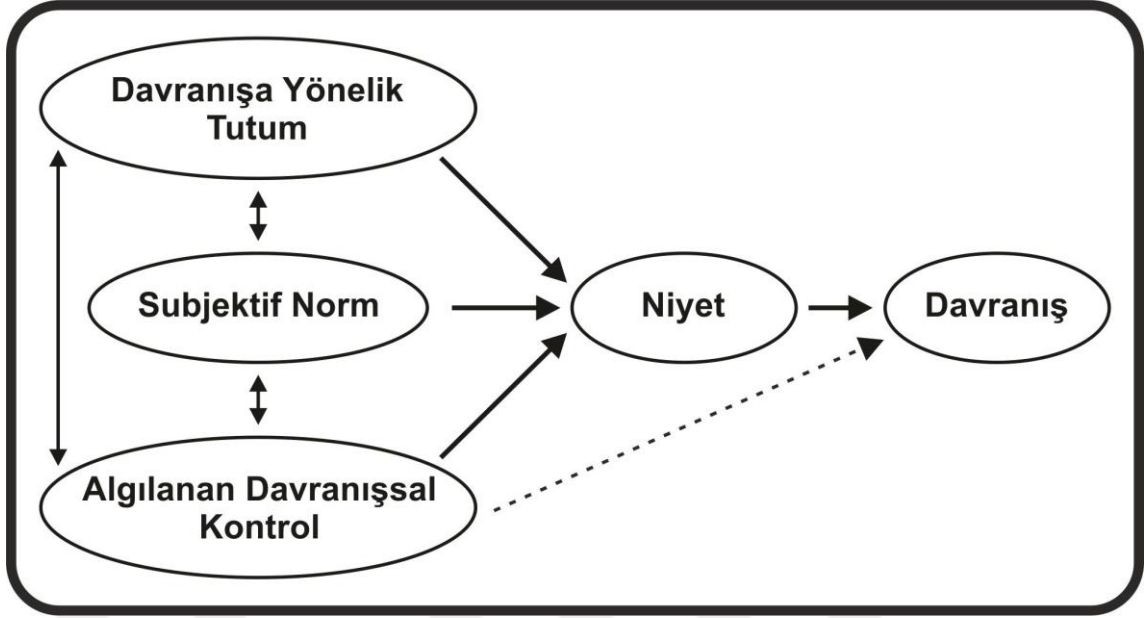 Davranışa Yönelik
Tutum
Subjektif Norm
Niyet
Davranış
Algılanan Davranışsal
Kontrol